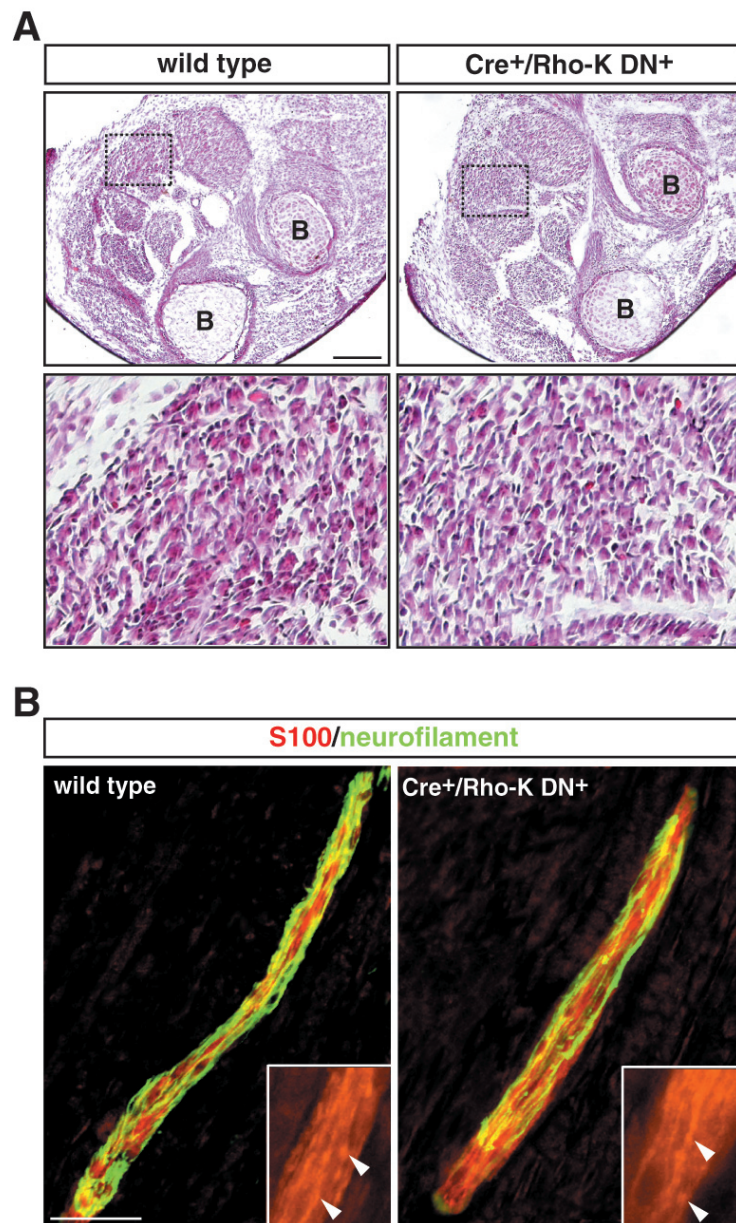 A
wild type
Cre+/Rho-K DN+
B
B
B
B
B
S100/neurofilament
wild type
Cre+/Rho-K DN+